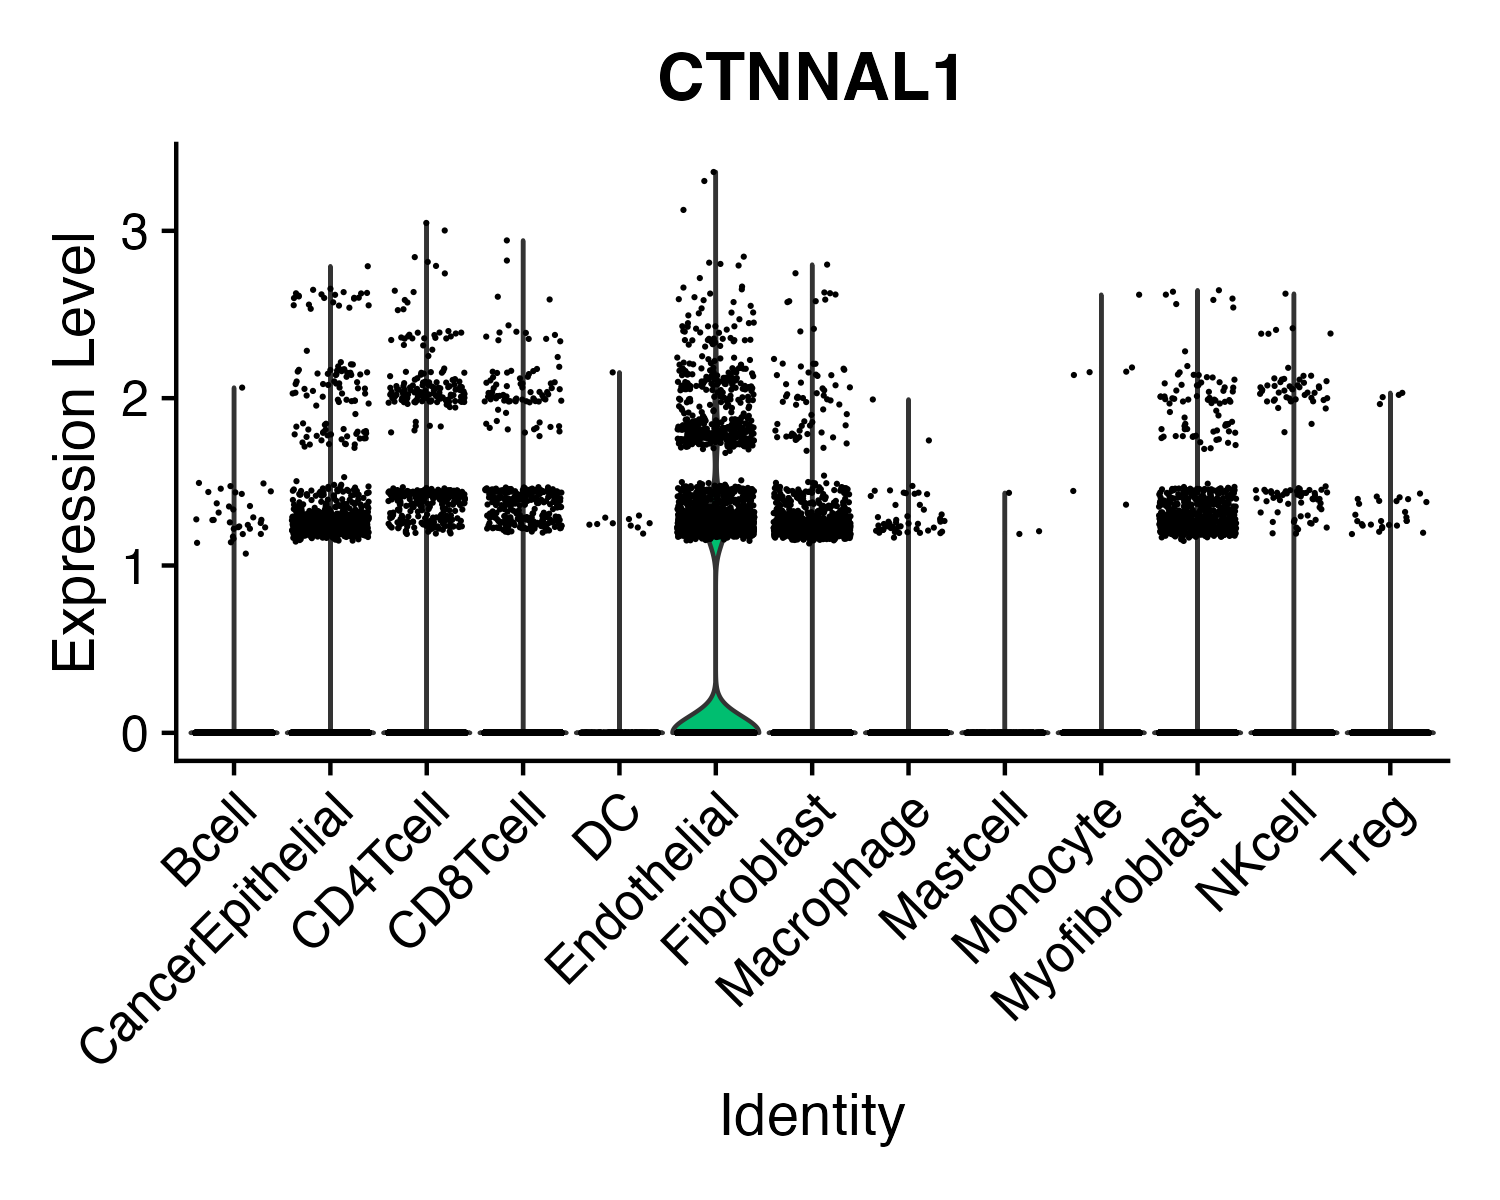 CTNNAL1
Expression Level
3
2
1
0
Bcell
CancerEpithelial
CD4Tcell
CD8Tcell
DC
Endothelial
Fibroblast
Macrophage
Mastcell
Monocyte
Myofibroblast
NKcell
Treg
Identity